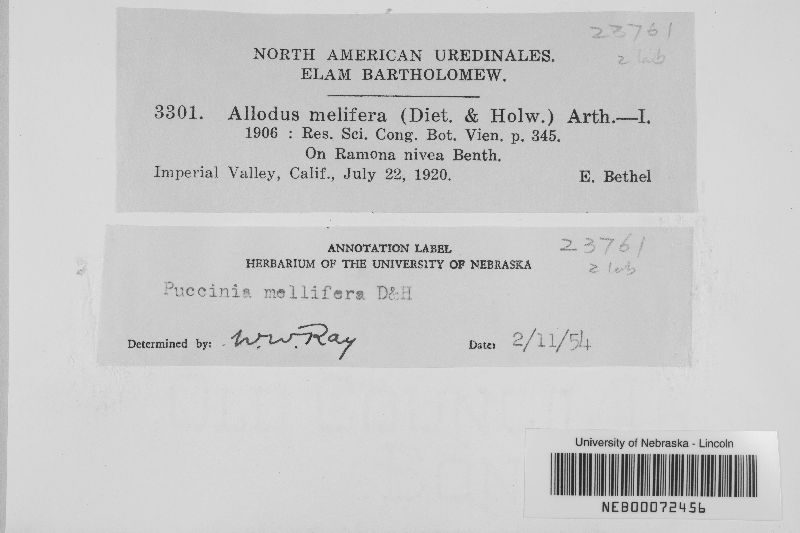 23761
2 lab
NORTH AMERICAN UREDINALES.
ELAM BARTHOLOMEW.
3301. Allodus melifera (Diet. & Holw.) Arth.—I.
1906 : Res. Sci. Cong. Bot. Vien. p. 345.
On Ramona nivea Benth.
Imperial Valley, Calif., July 22, 1920. E. Bethel
23761
2 lab
ANNOTATION LABEL
HERBARIUM OF THE UNIVERSITY OF NEBRASKA
Puccinia mellifera D&H
Determined by: W.W. Ray Date: 2/11/54
University of Nebraska - Lincoln
NEB00072456